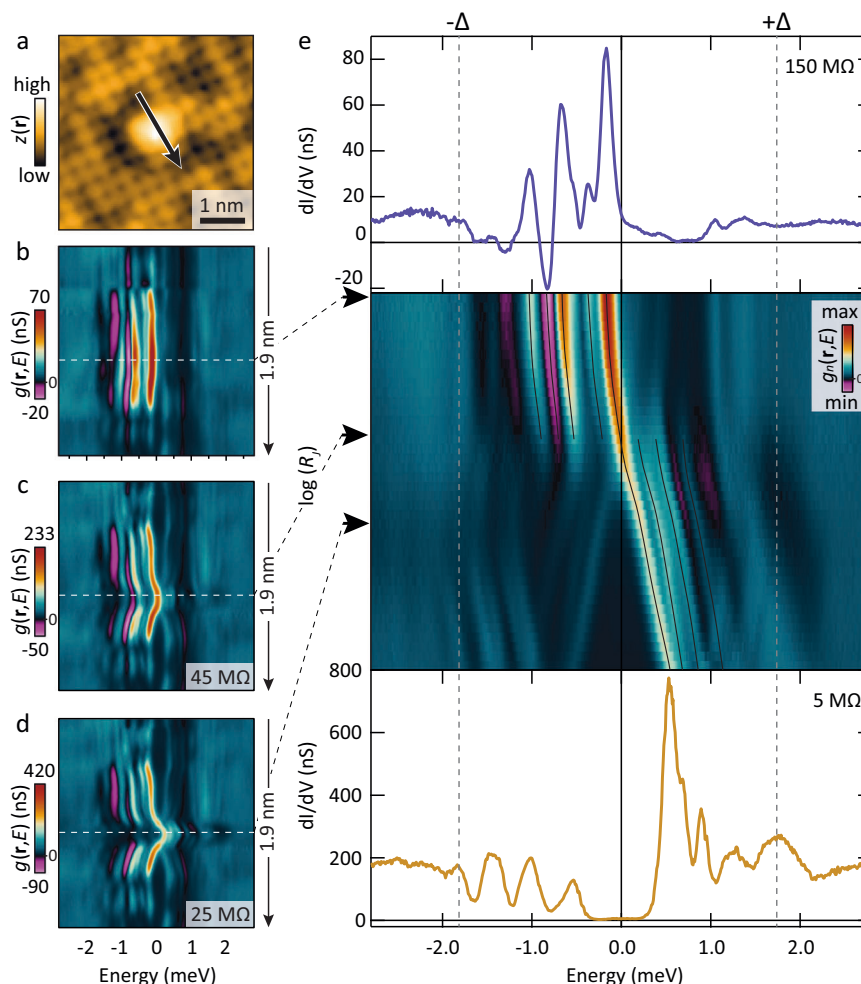 a
high
z(r)
low
1 nm
b
70
0
-20
g(r,E) (nS)
1.9 nm
c
233
0
-50
g(r,E) (nS)
45 MΩ
1.9 nm
d
420
0
-90
g(r,E) (nS)
25 MΩ
1.9 nm
-2 -1 0 1 2
Energy (meV)
e
-Δ +Δ
150 MΩ
80
60
40
20
0
-20
dI/dV (nS)
log (RJ)
max
0
min
gn(r,E)
5 MΩ
800
600
400
200
0
dI/dV (nS)
-2.0 -1.0 0.0 1.0 2.0
Energy (meV)